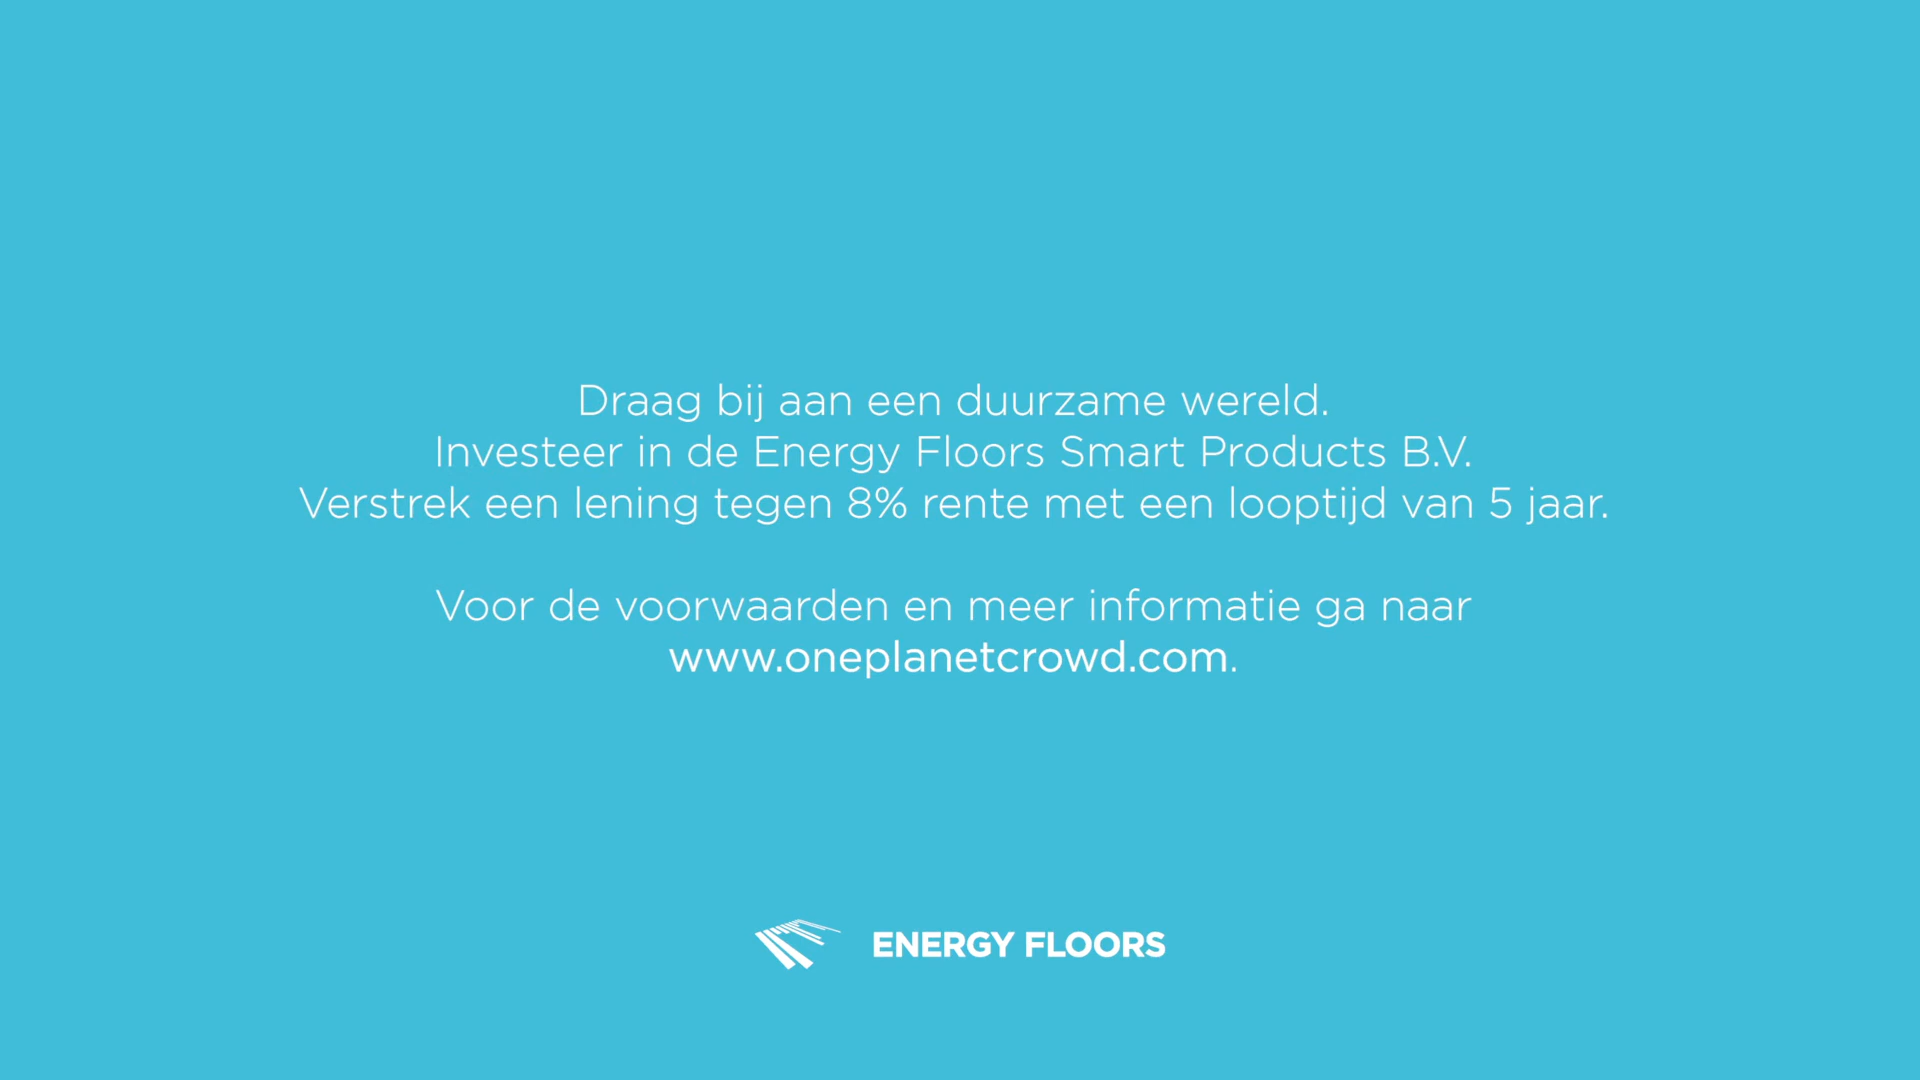 Draag bij aan een duurzame wereld.
Investeer in de Energy Floors Smart Products B.V.
Verstrek een lening tegen 8% rente met een looptijd van 5 jaar.
Voor de voorwaarden en meer informatie ga naar
www.oneplanetcrowd.com.
ENERGY FLOORS